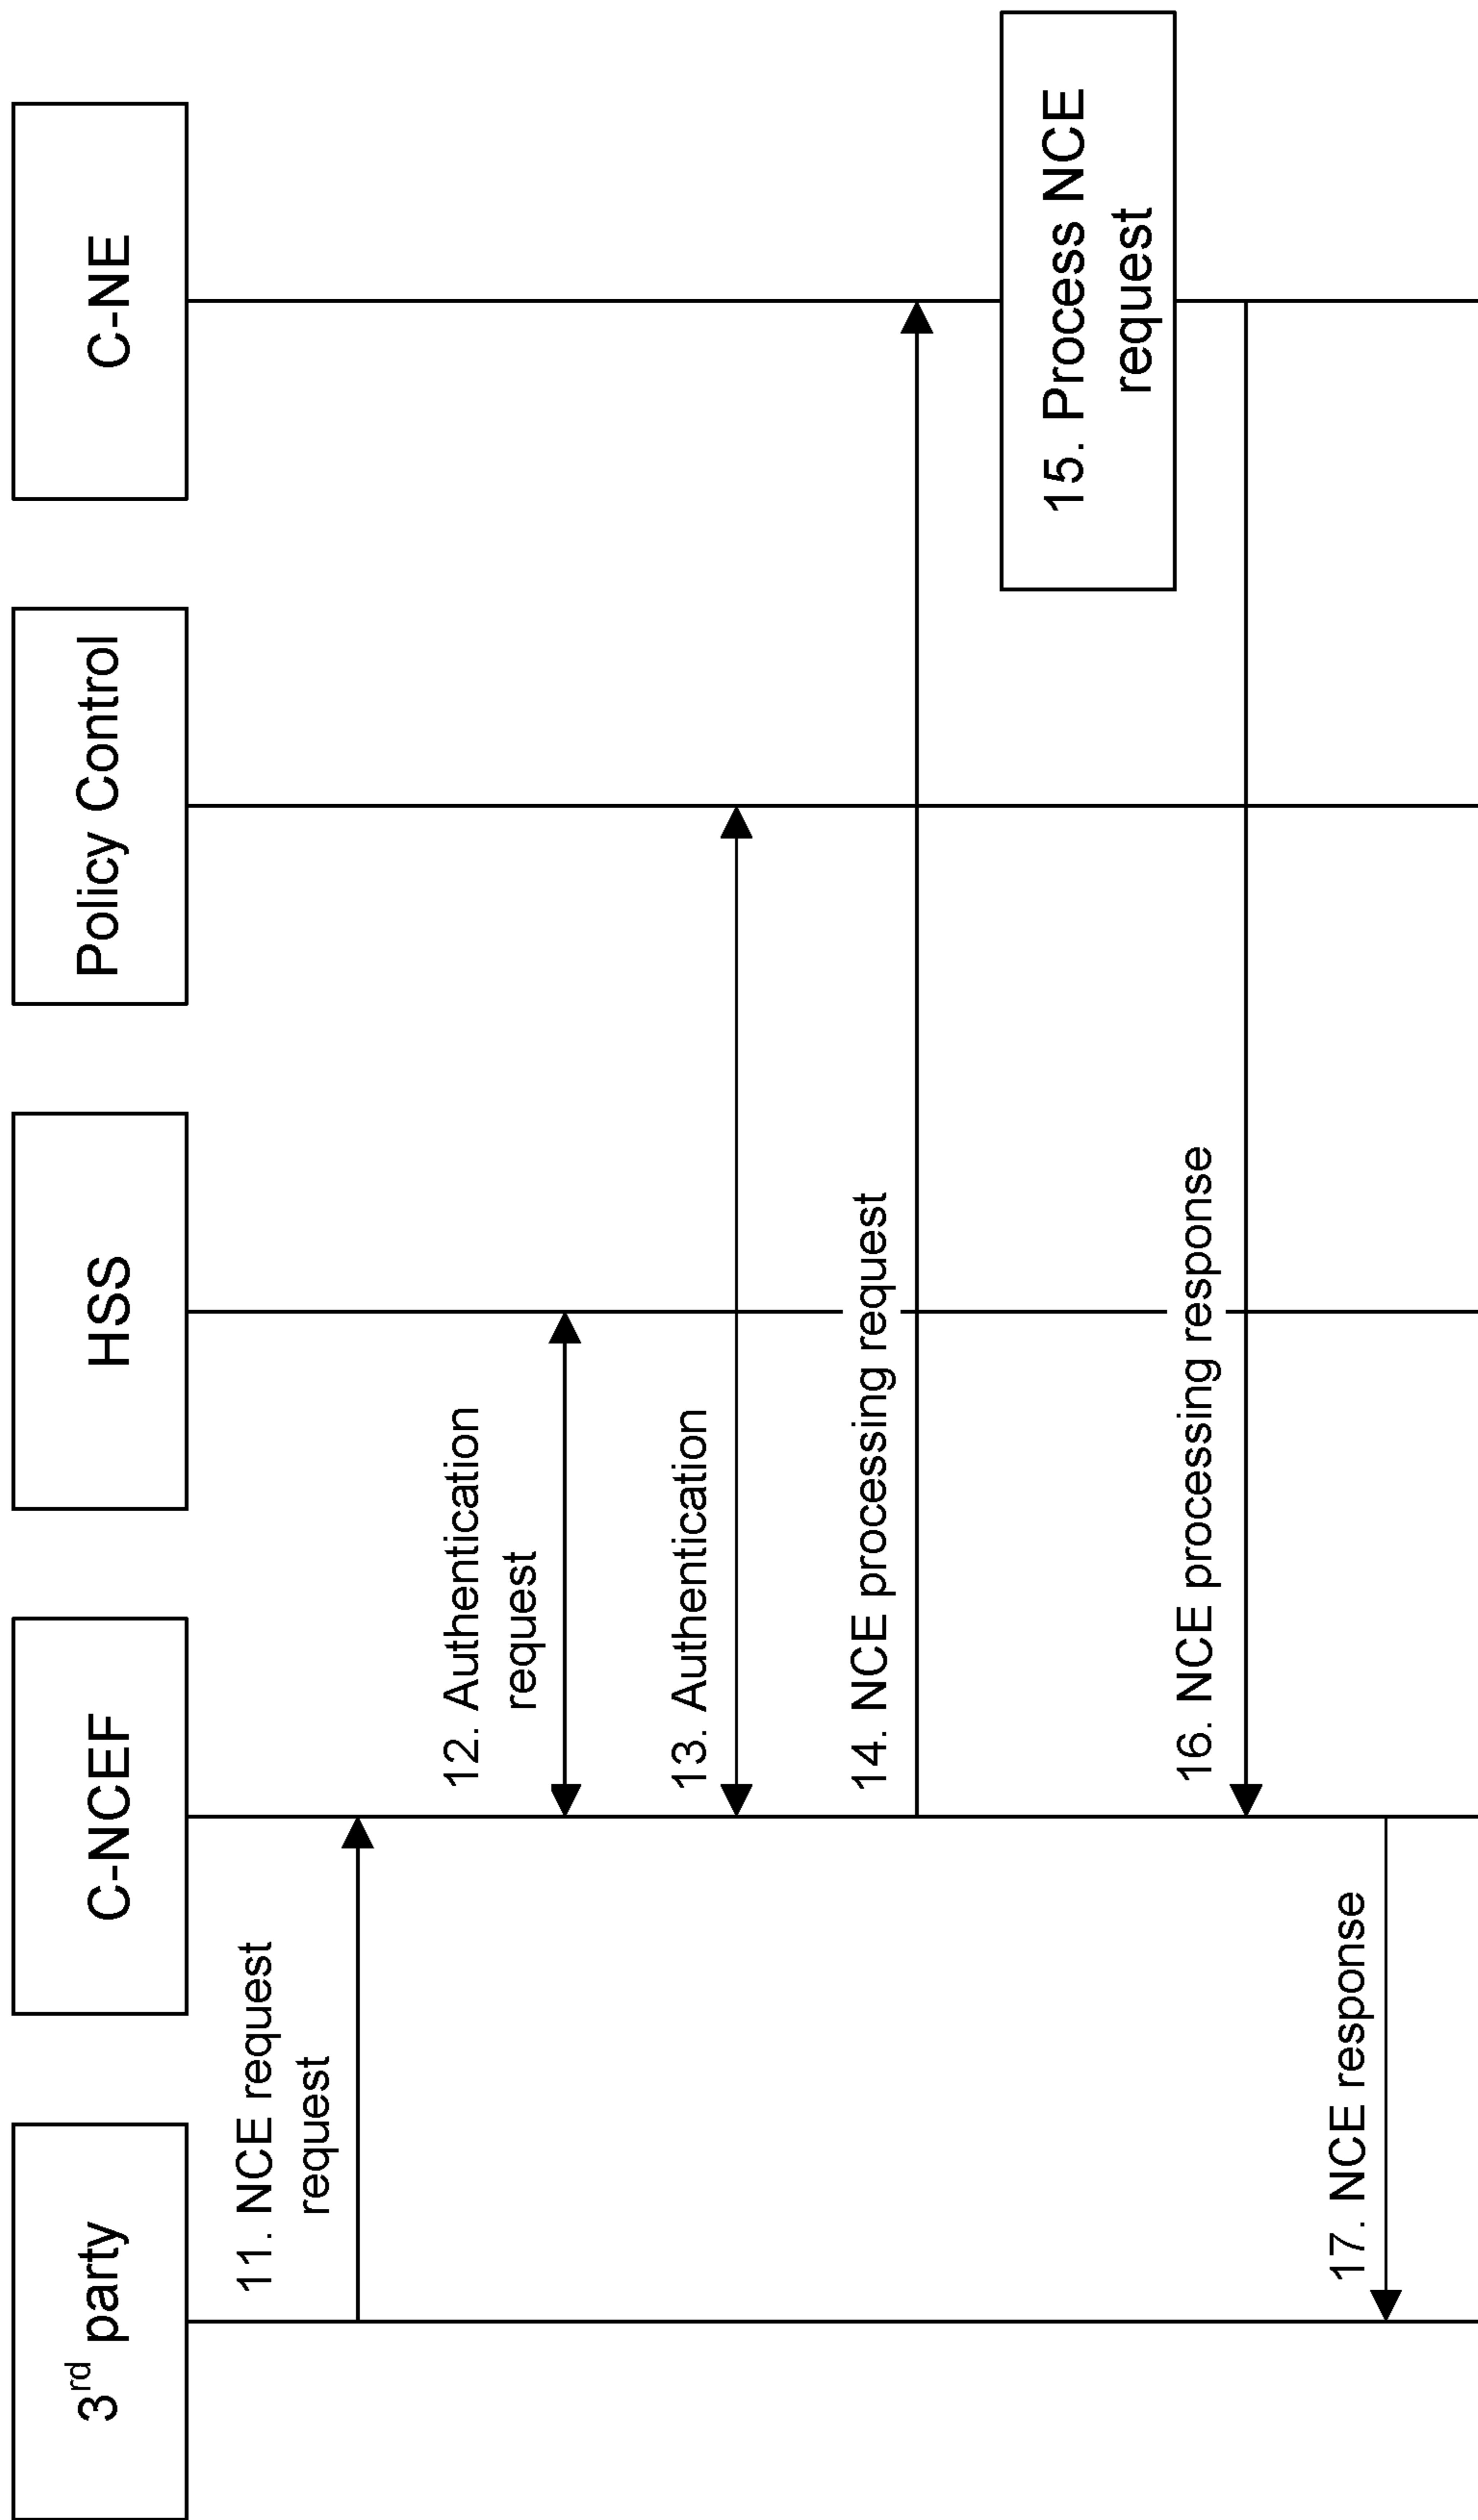 3rd party
C-NCEF
HSS
Policy Control
C-NE
11. NCE request
request
12. Authentication
request
13. Authentication
14. NCE processing request
15. Process NCE
request
16. NCE processing response
17. NCE response